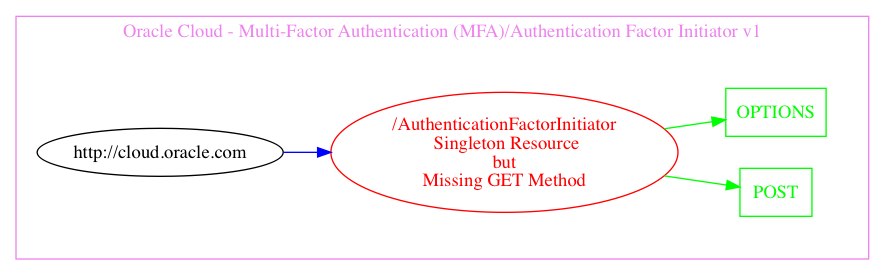 Oracle Cloud - Multi-Factor Authentication (MFA)/Authentication Factor Initiator v1
http://cloud.oracle.com
/AuthenticationFactorInitiator
Singleton Resource
but
Missing GET Method
OPTIONS
POST